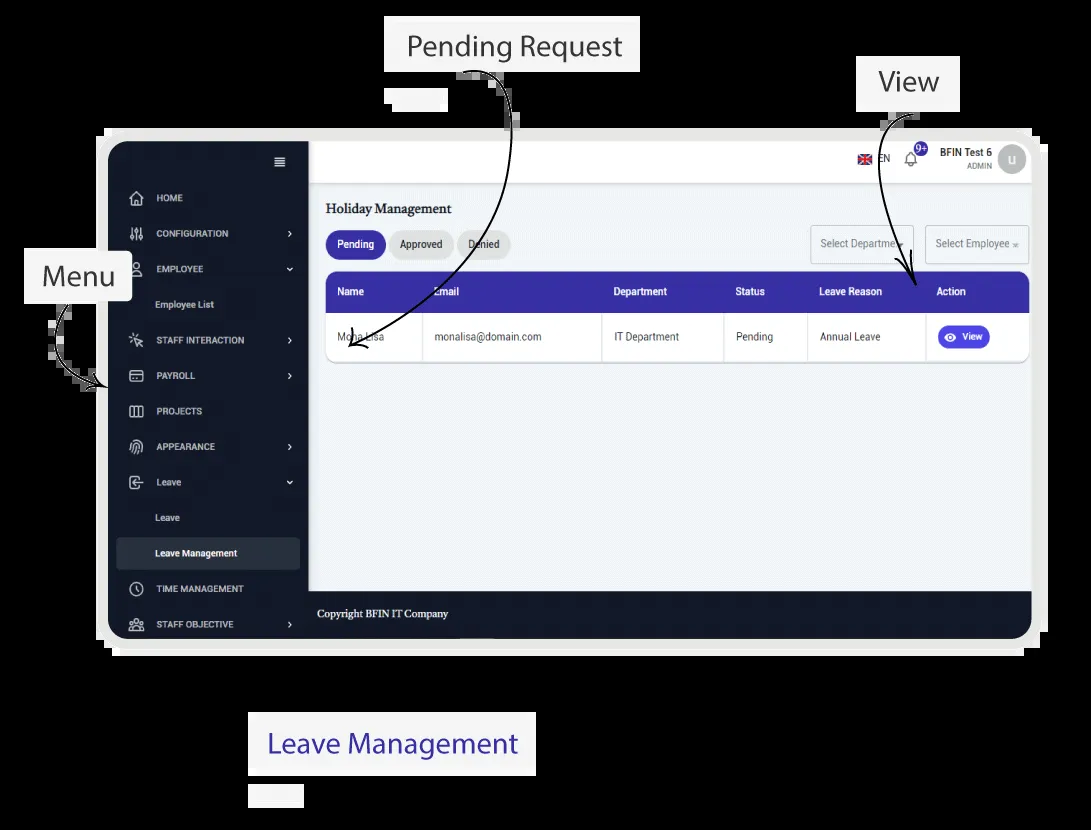 Pending Request
View
Menu
EN
9+
BFIN Test 6
ADMIN
u
HOME
CONFIGURATION
EMPLOYEE
Employee List
STAFF INTERACTION
PAYROLL
PROJECTS
APPEARANCE
Leave
Leave
Leave Management
TIME MANAGEMENT
STAFF OBJECTIVE
Holiday Management
Pending Approved Denied
Select Departme Select Employee
Name Email Department Status Leave Reason Action
Mona Lisa monalisa@domain.com IT Department Pending Annual Leave View
Copyright BFIN IT Company
Leave Management